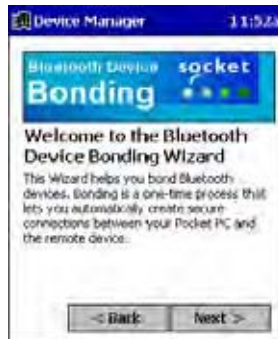 Device Manager 11:52
Bluetooth Device socket
Bonding
Welcome to the Bluetooth
Device Bonding Wizard
This Wizard helps you bond Bluetooth
devices. Bonding is a one-time process that
lets you automatically create secure
connections between your Pocket PC and
the remote device.
< Back Next >